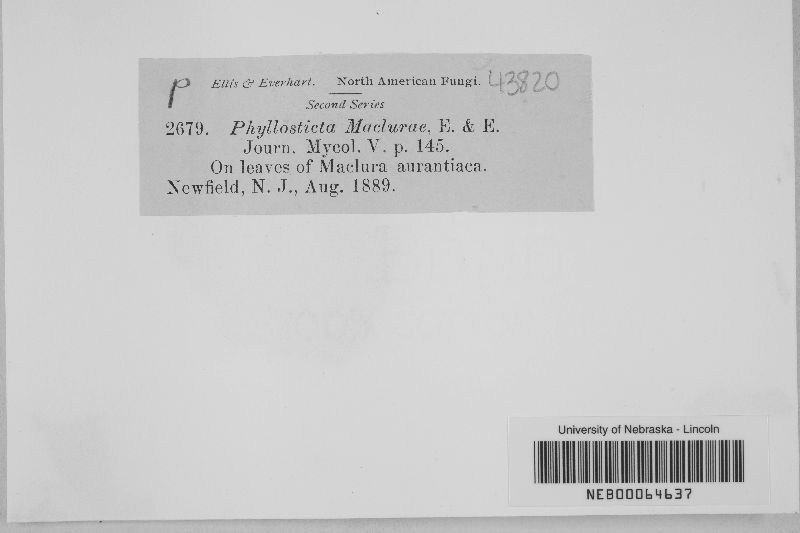 P Ellis & Everhart. North American Fungi. 43820
Second Series
2679. Phyllosticta Maclurae, E. & E.
Journ. Mycol. V. p. 145.
On leaves of Maclura aurantiaca.
Newfield, N. J., Aug. 1889.
University of Nebraska - Lincoln
NEB00064637